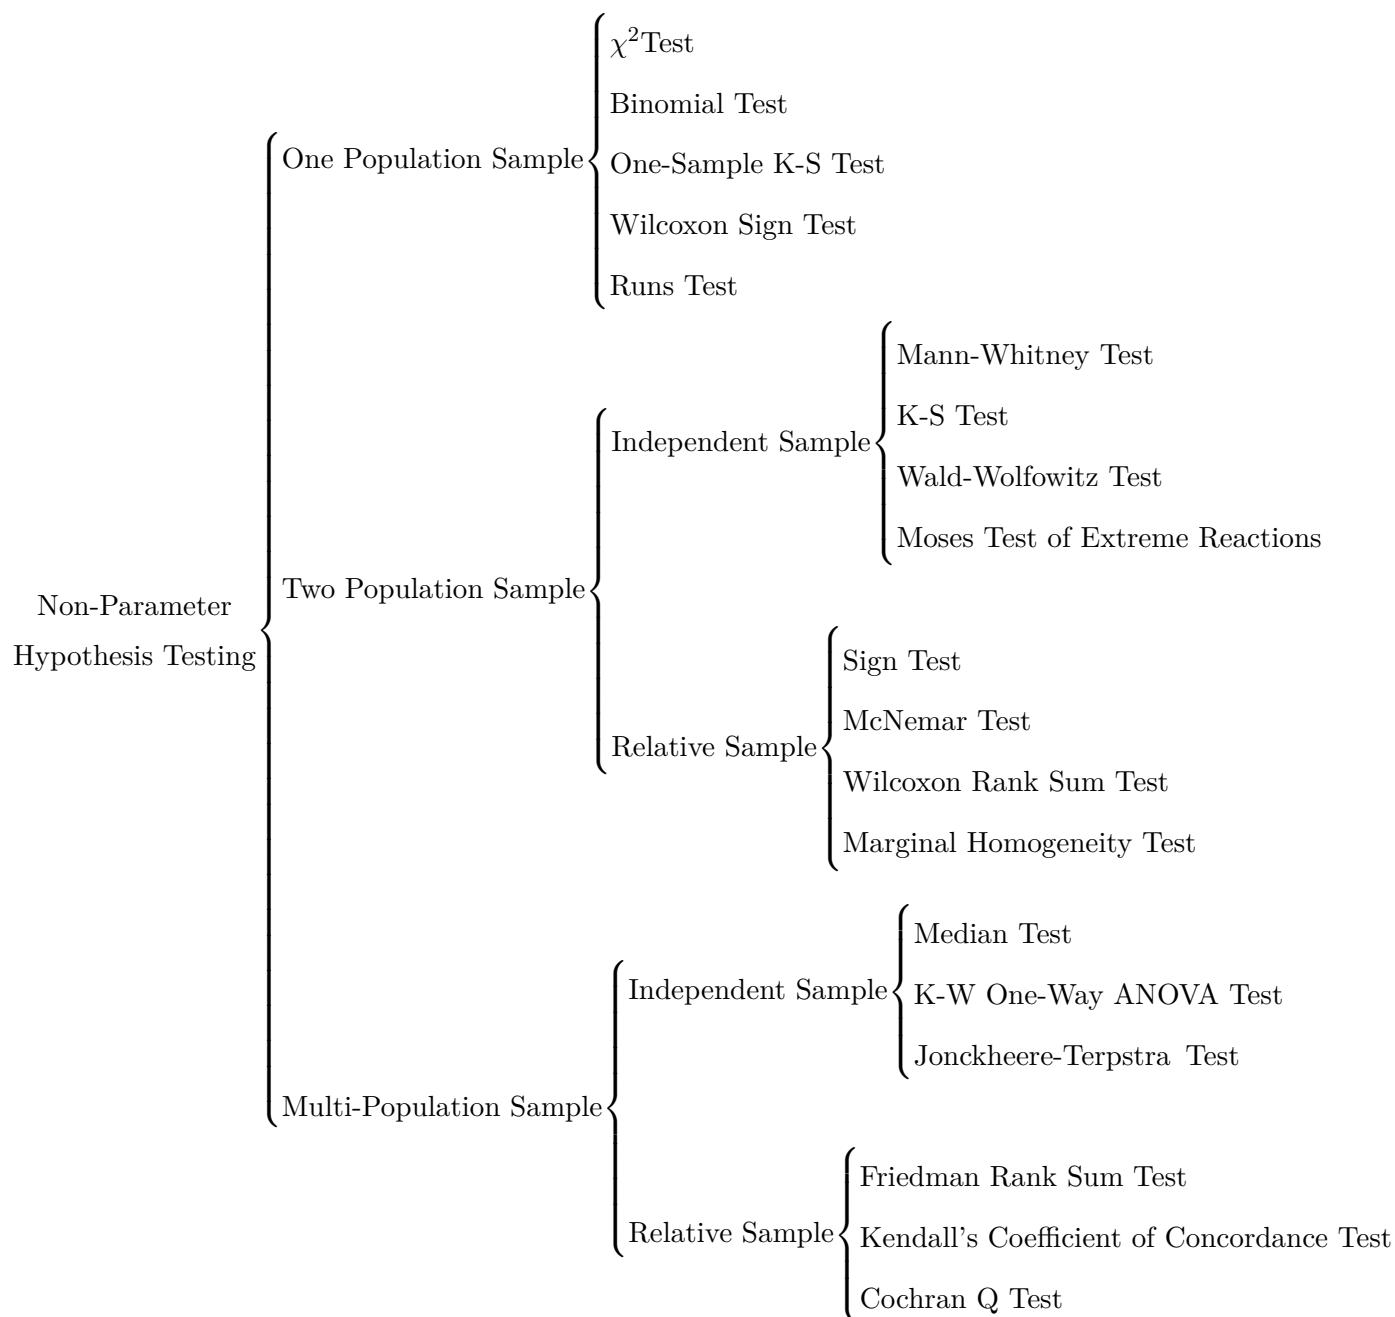 Non-Parameter
Hypothesis Testing
One Population Sample
χ²Test
Binomial Test
One-Sample K-S Test
Wilcoxon Sign Test
Runs Test
Two Population Sample
Independent Sample
Mann-Whitney Test
K-S Test
Wald-Wolfowitz Test
Moses Test of Extreme Reactions
Relative Sample
Sign Test
McNemar Test
Wilcoxon Rank Sum Test
Marginal Homogeneity Test
Multi-Population Sample
Independent Sample
Median Test
K-W One-Way ANOVA Test
Jonckheere-Terpstra Test
Relative Sample
Friedman Rank Sum Test
Kendall's Coefficient of Concordance Test
Cochran Q Test